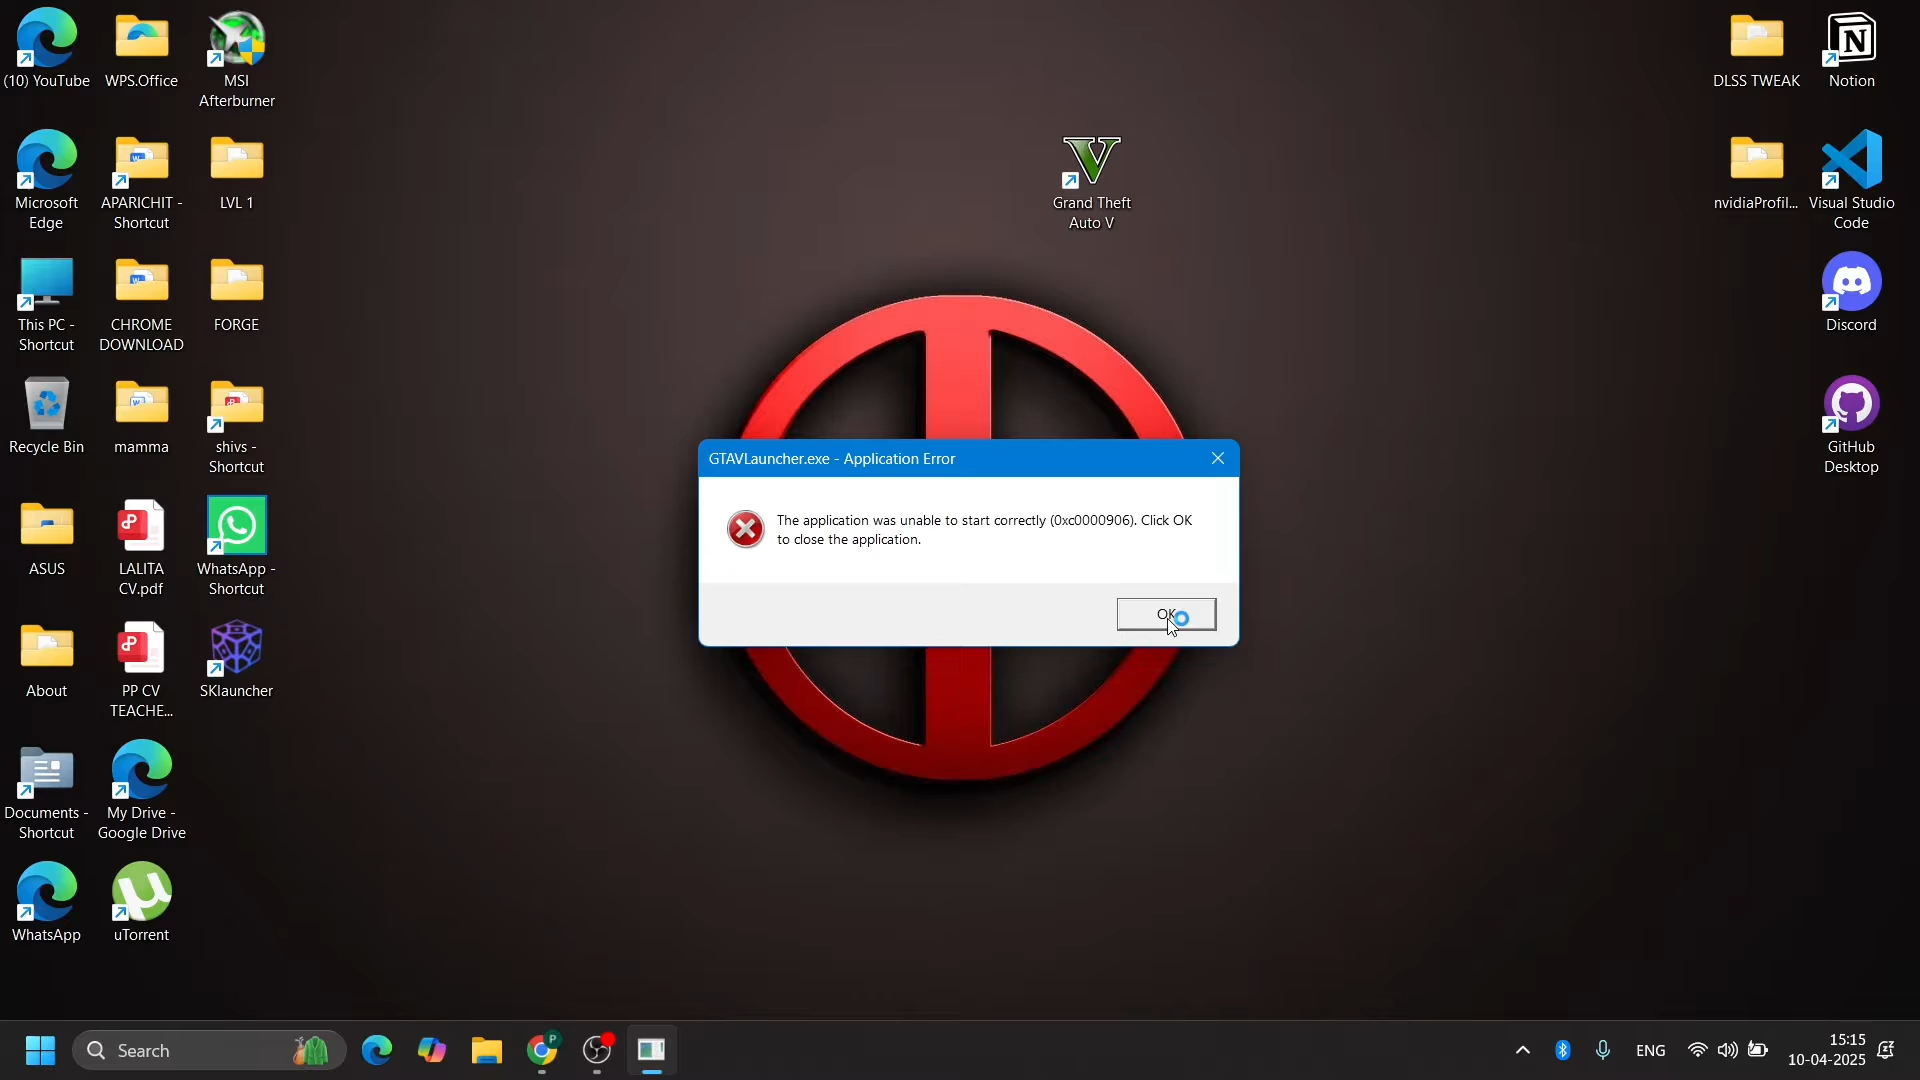 (10) YouTube
WPS.Office
MSI
Afterburner
Microsoft
Edge
APARICHIT -
Shortcut
LVL 1
This PC -
Shortcut
CHROME
DOWNLOAD
FORGE
Recycle Bin
mamma
shivs -
Shortcut
ASUS
LALITA
CV.pdf
WhatsApp -
Shortcut
About
PP CV
TEACHE...
SKlauncher
Documents -
Shortcut
My Drive -
Google Drive
WhatsApp
uTorrent
Grand Theft
Auto V
DLSS TWEAK
Notion
nvidiaProfil...
Visual Studio
Code
Discord
GitHub
Desktop
GTAVLauncher.exe - Application Error
The application was unable to start correctly (0xc0000906). Click OK
to close the application.
OK
Search
ENG
15:15
10-04-2025